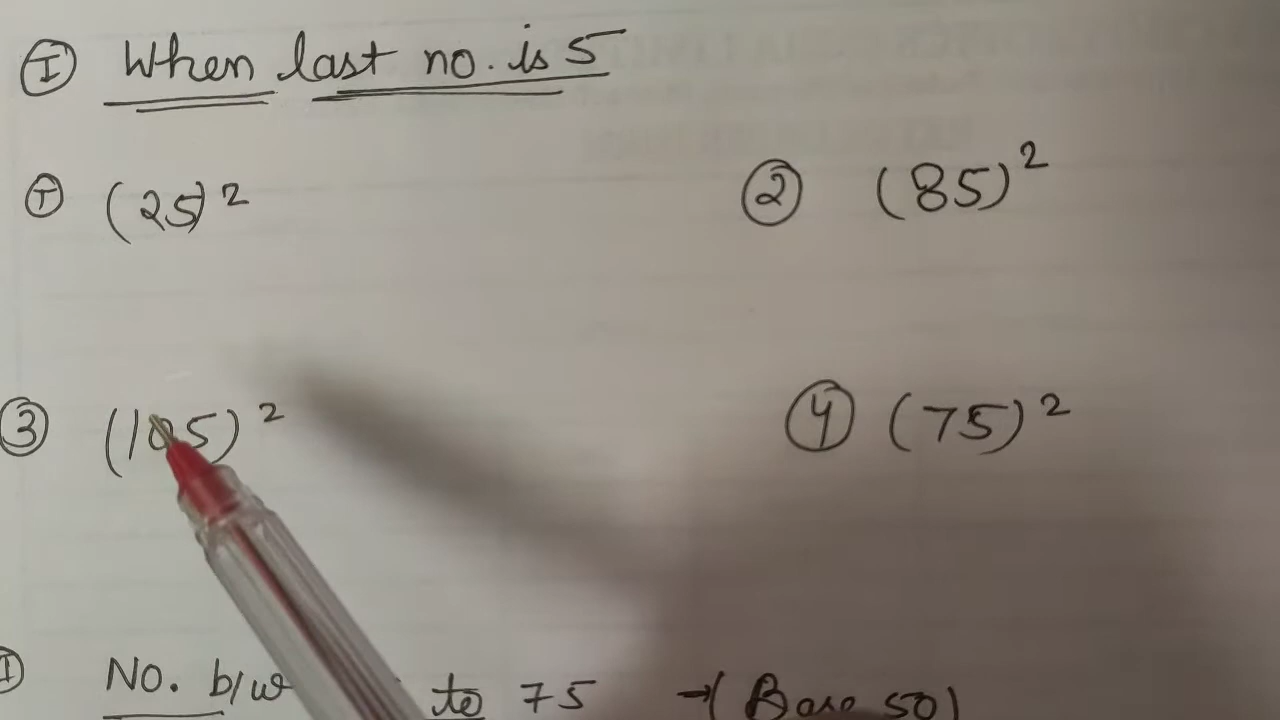 I When last no. is 5
1 (25)²
2 (85)²
3 (105)²
4 (75)²
No. b/w to 75 → (Base 50)